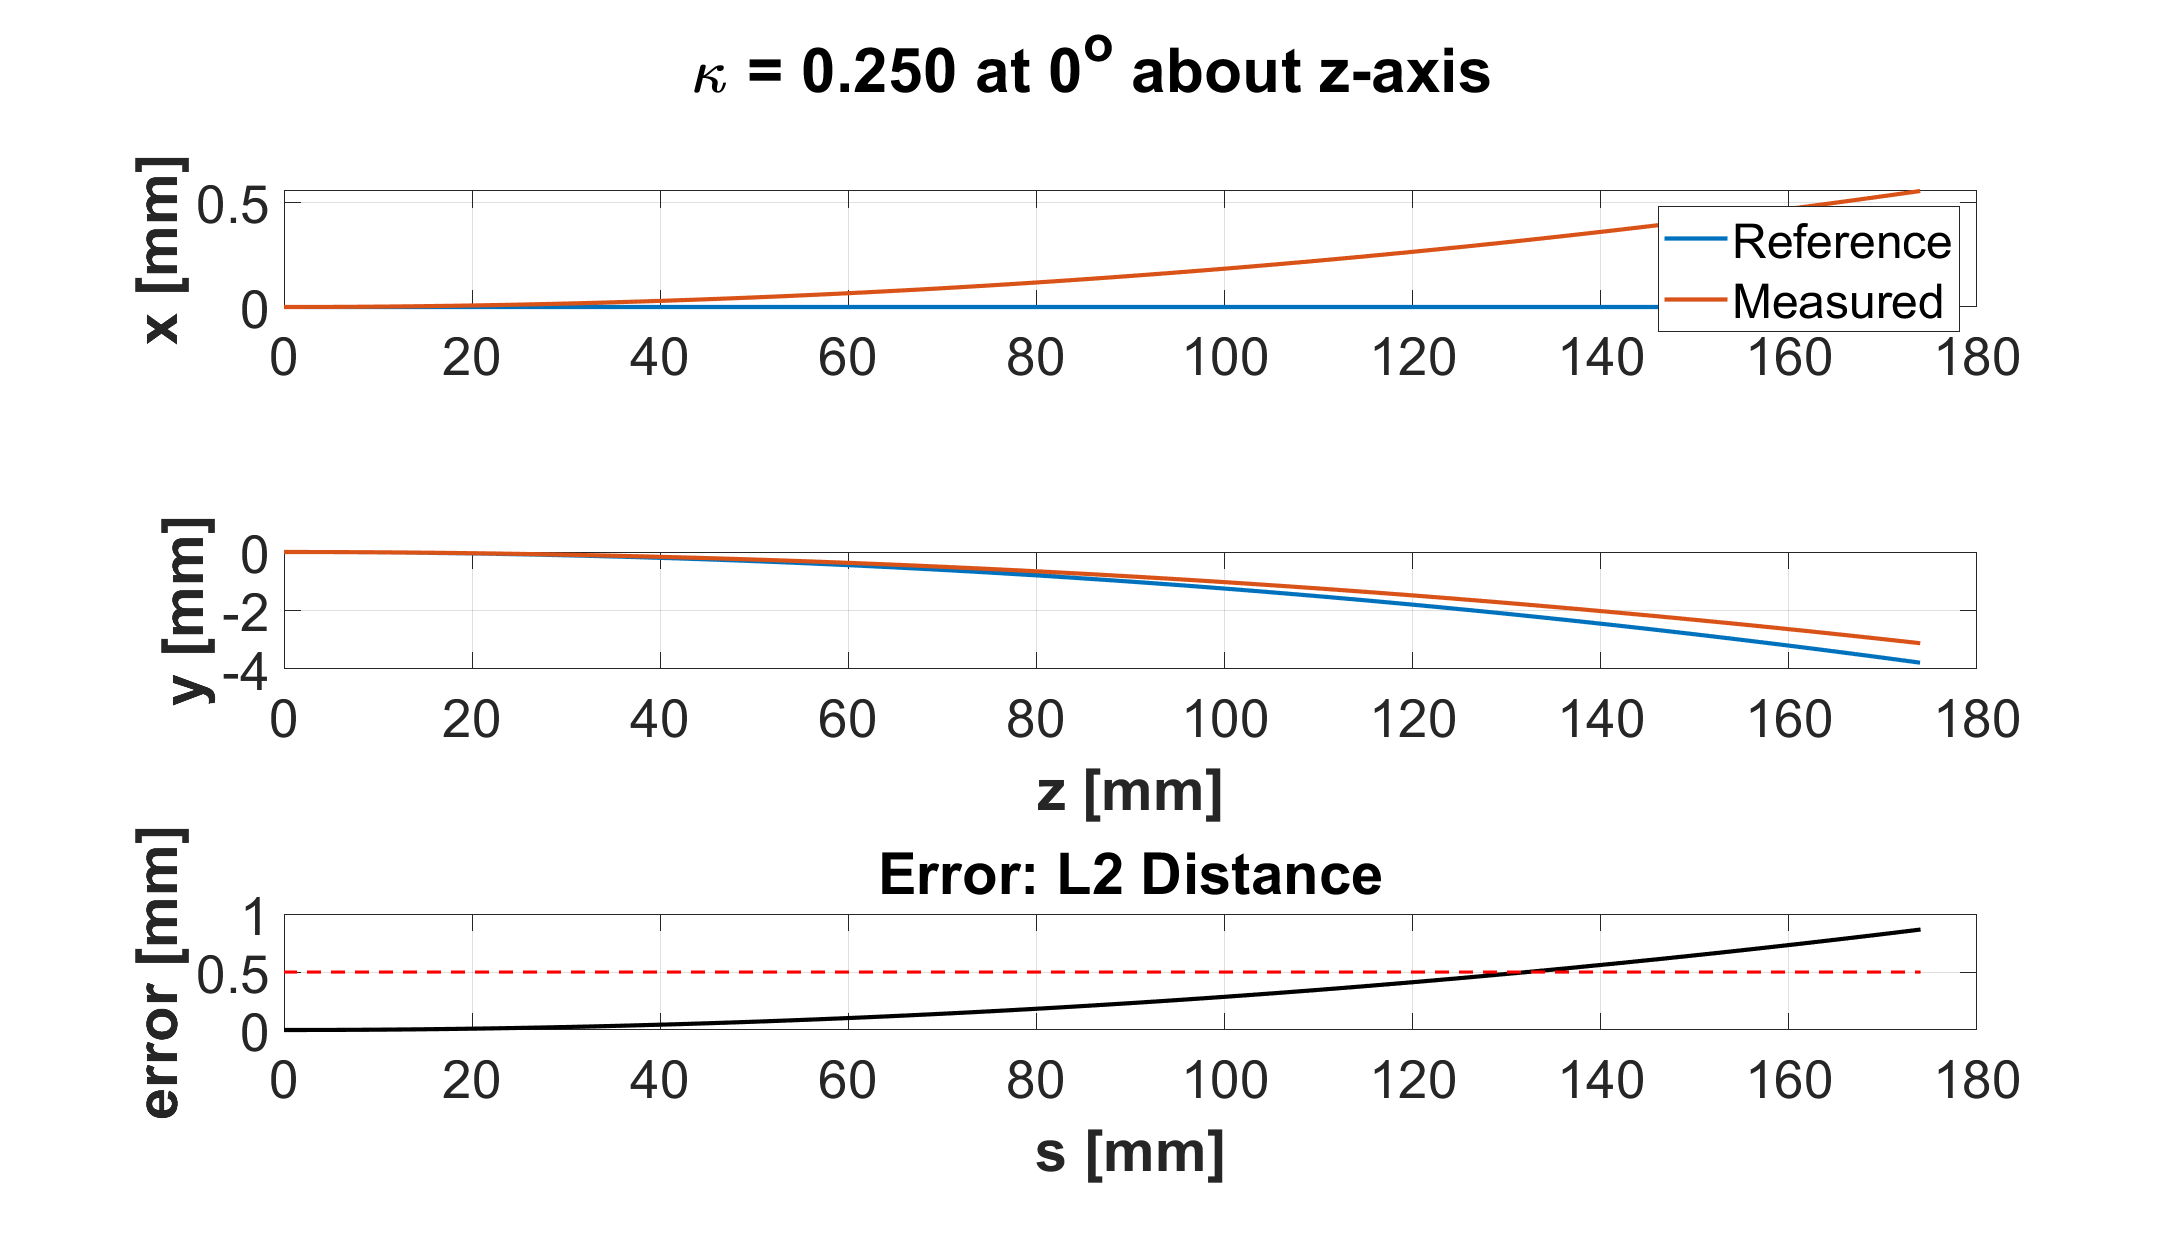 κ = 0.250 at 0° about z-axis
x [mm]
0.5
0
0 20 40 60 80 100 120 140 160 180
Reference
Measured
y [mm]
0
-2
-4
0 20 40 60 80 100 120 140 160 180
z [mm]
Error: L2 Distance
error [mm]
1
0.5
0
0 20 40 60 80 100 120 140 160 180
s [mm]